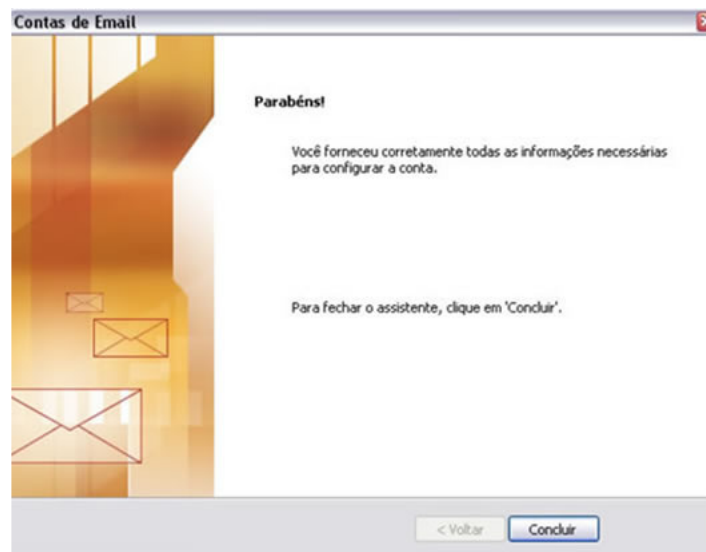 Contas de Email
Parabéns!
Você forneceu corretamente todas as informações necessárias
para configurar a conta.
Para fechar o assistente, clique em 'Concluir'.
< Voltar
Concluir